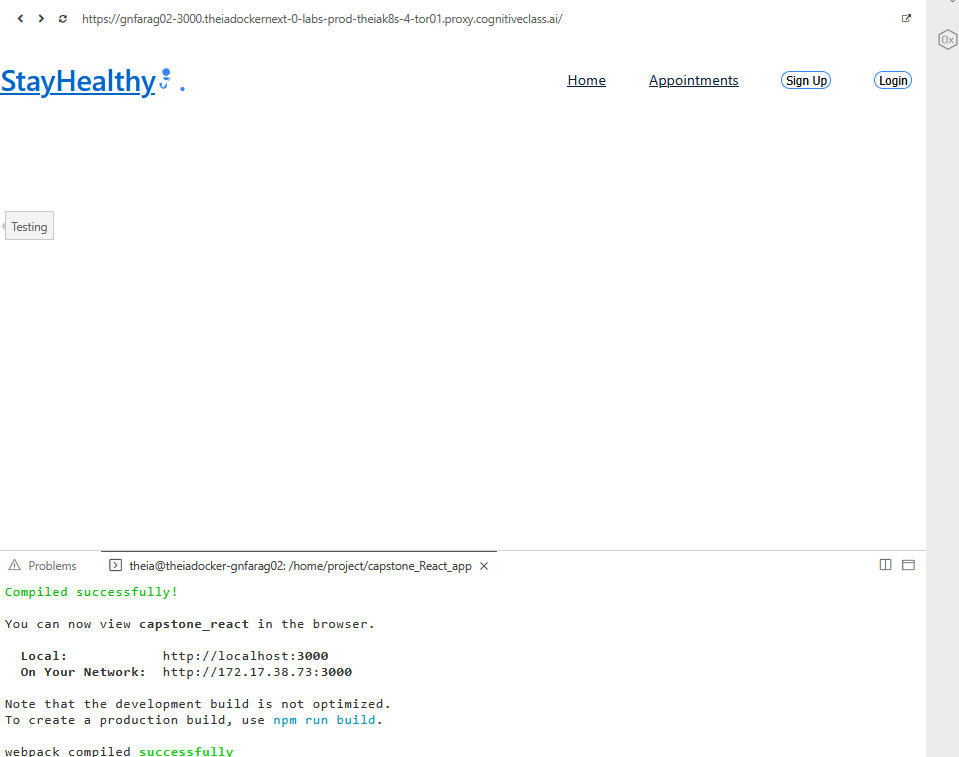 https://gnfarag02-3000.theiadockernext-0-labs-prod-theiak8s-4-tor01.proxy.cognitiveclass.ai/
0x
StayHealthy .
Home Appointments Sign Up Login
Testing
Problems theia@theiadocker-gnfarag02: /home/project/capstone_React_app
Compiled successfully!
You can now view capstone_react in the browser.
Local: http://localhost:3000
On Your Network: http://172.17.38.73:3000
Note that the development build is not optimized.
To create a production build, use npm run build.
webpack compiled successfully